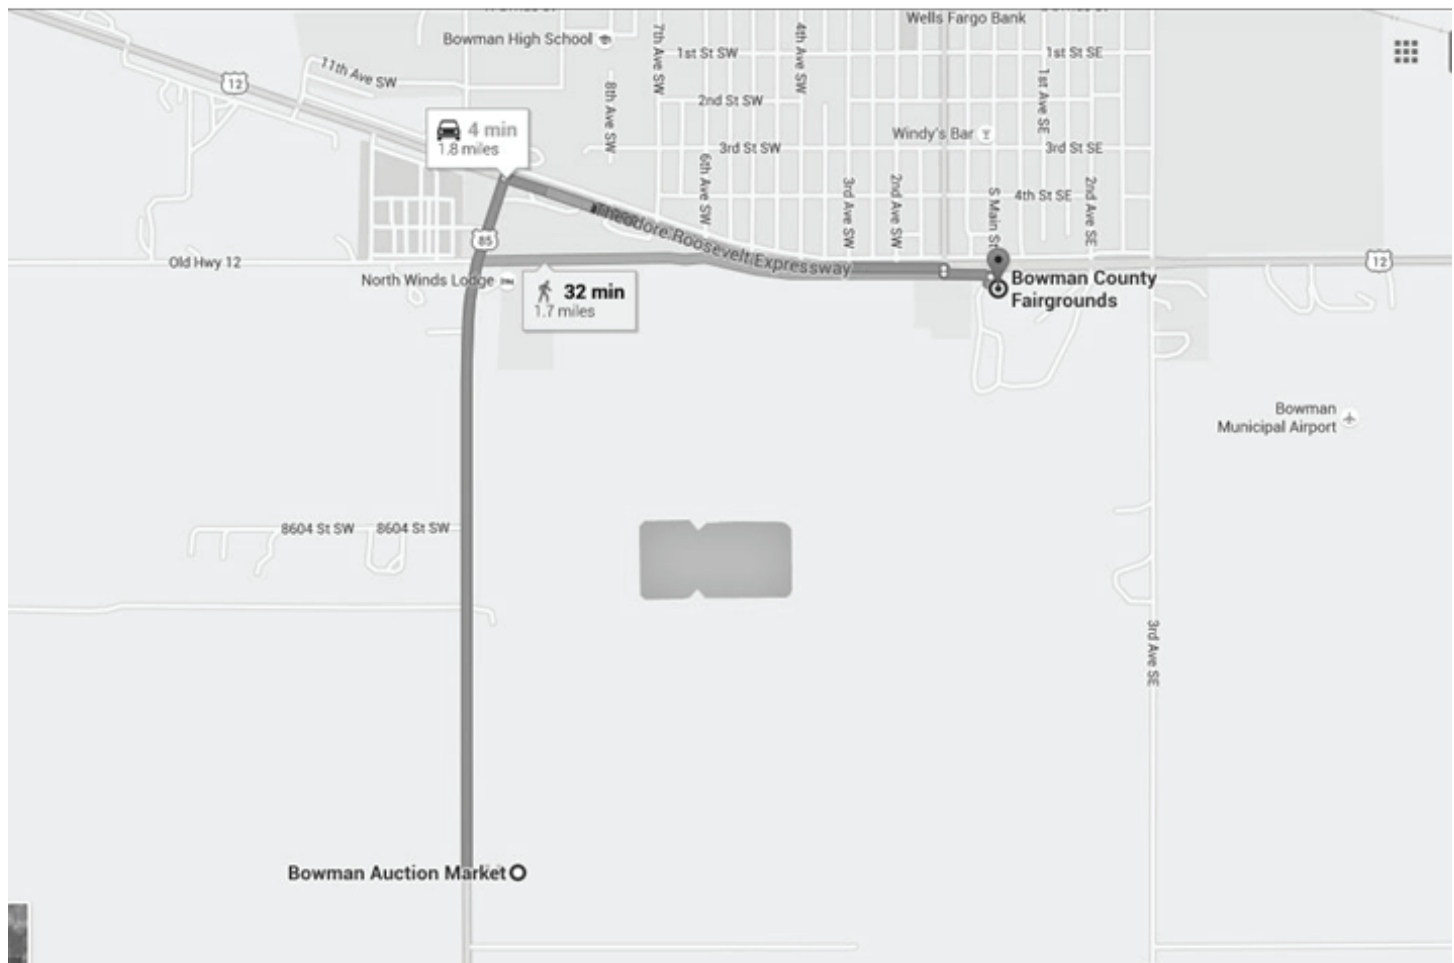 Wells Fargo Bank
Bowman High School
7th Ave SW
1st St SW
4th Ave SW
1st St SE
11th Ave SW
12
8th Ave SW
2nd St SW
1st Ave SE
4 min
1.8 miles
Windy's Bar
3rd St SW
3rd St SE
6th Ave SW
3rd Ave SW
2nd Ave SW
S Main St
4th St SE
2nd Ave SE
Theodore Roosevelt Expressway
85
Old Hwy 12
12
North Winds Lodge
32 min
1.7 miles
Bowman County
Fairgrounds
Bowman
Municipal Airport
8604 St SW
8604 St SW
3rd Ave SE
Bowman Auction Market